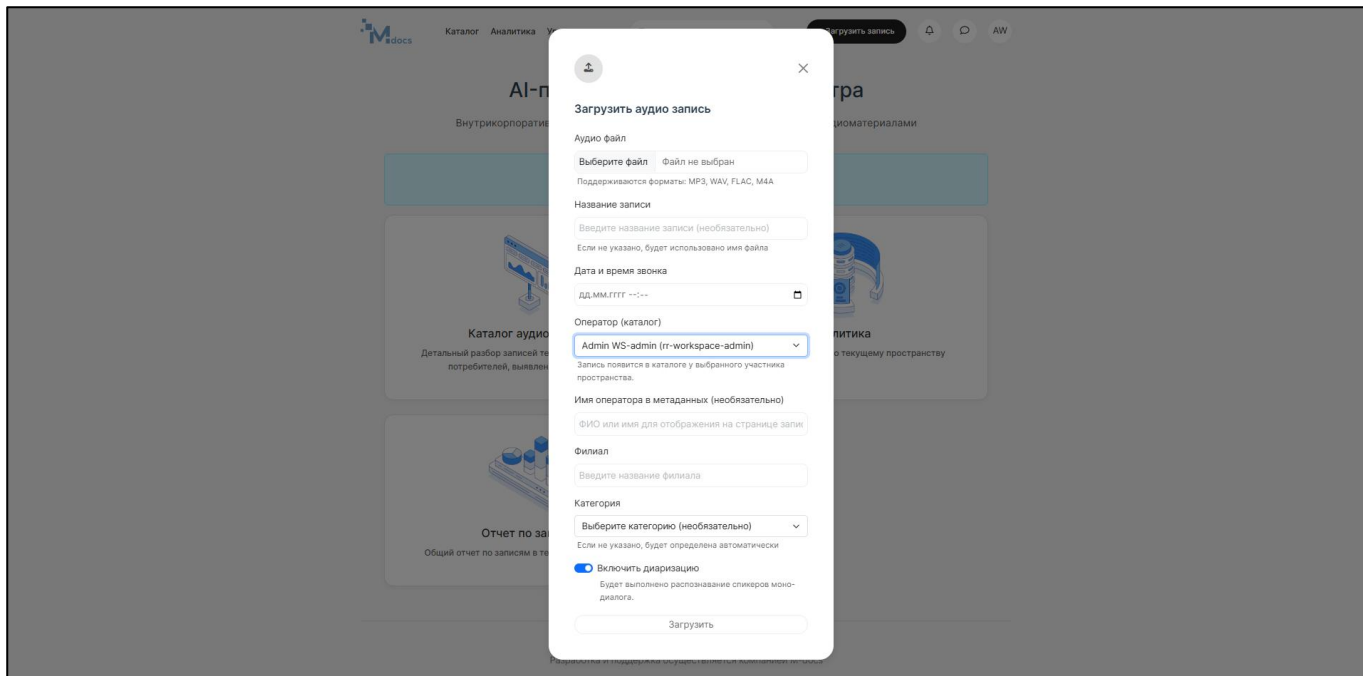 M docs
Каталог Аналитика
Загрузить запись
AW
Внутрикорпоратив
Загрузить аудио запись
Аудио файл
Выберите файл Файл не выбран
Поддерживаются форматы: MP3, WAV, FLAC, M4A
Название записи
Введите название записи (необязательно)
Если не указано, будет использовано имя файла
Дата и время звонка
дд.мм.гггг --:--
Оператор (каталог)
Admin WS-admin (rr-workspace-admin)
Запись появится в каталоге у выбранного участника
пространства.
Имя оператора в метаданных (необязательно)
ФИО или имя для отображения на странице запи
Филиал
Введите название филиала
Категория
Выберите категорию (необязательно)
Если не указано, будет определена автоматически
Включить диаризацию
Будет выполнено распознавание спикеров моно-
диалога.
Загрузить
AI-п
тра
диоматериалами
Каталог аудио
Детальный разбор записей те
потребителей, выявлен
литика
о текущему пространству
Отчет по за
Общий отчет по записям в те
Разработка и поддержка осуществляется компанией M-docs